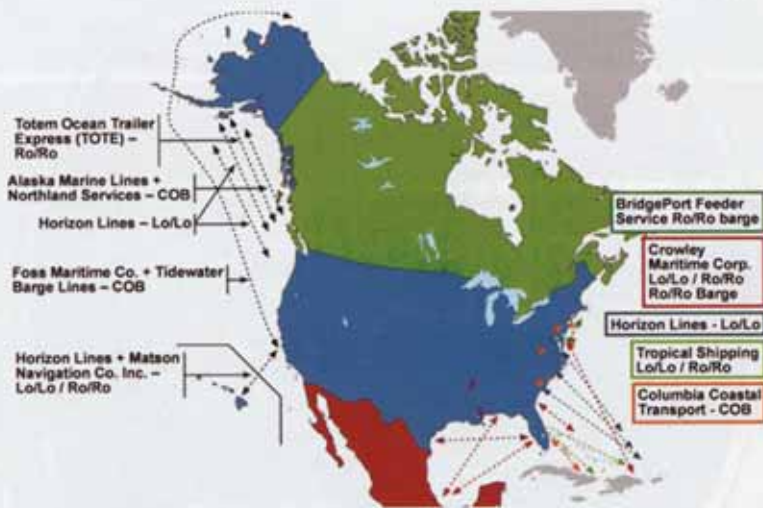 Totem Ocean Trailer
Express (TOTE) –
Ro/Ro
Alaska Marine Lines +
Northland Services – COB
Horizon Lines – Lo/Lo
Foss Maritime Co. + Tidewater
Barge Lines – COB
Horizon Lines + Matson
Navigation Co. Inc. –
Lo/Lo / Ro/Ro
BridgePort Feeder
Service Ro/Ro barge
Crowley
Maritime Corp.
Lo/Lo / Ro/Ro
Ro/Ro Barge
Horizon Lines - Lo/Lo
Tropical Shipping
Lo/Lo / Ro/Ro
Columbia Coastal
Transport - COB